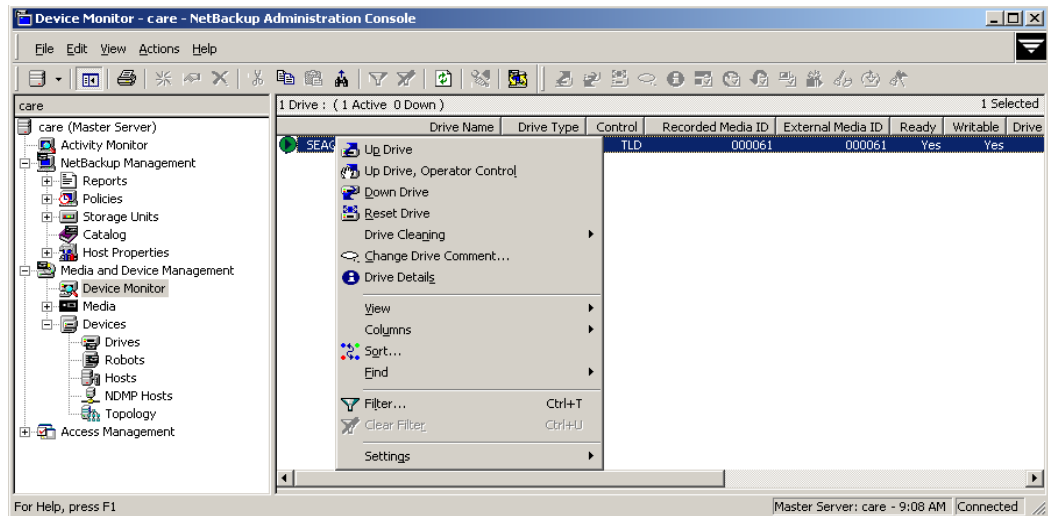 Device Monitor - care - NetBackup Administration Console
File Edit View Actions Help
care
1 Drive : ( 1 Active 0 Down )
1 Selected
care (Master Server)
Activity Monitor
NetBackup Management
Reports
Policies
Storage Units
Catalog
Host Properties
Media and Device Management
Device Monitor
Media
Devices
Drives
Robots
Hosts
NDMP Hosts
Topology
Access Management
Drive Name Drive Type Control Recorded Media ID External Media ID Ready Writable Drive
SEAG TLD 000061 000061 Yes Yes
Up Drive
Up Drive, Operator Control
Down Drive
Reset Drive
Drive Cleaning
Change Drive Comment...
Drive Details
View
Columns
Sort...
Find
Filter... Ctrl+T
Clear Filter Ctrl+U
Settings
For Help, press F1
Master Server: care - 9:08 AM Connected